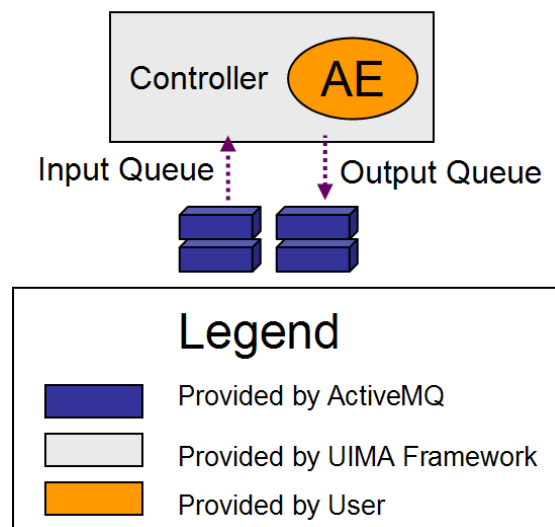 Controller
AE
Input Queue
Output Queue
Legend
Provided by ActiveMQ
Provided by UIMA Framework
Provided by User